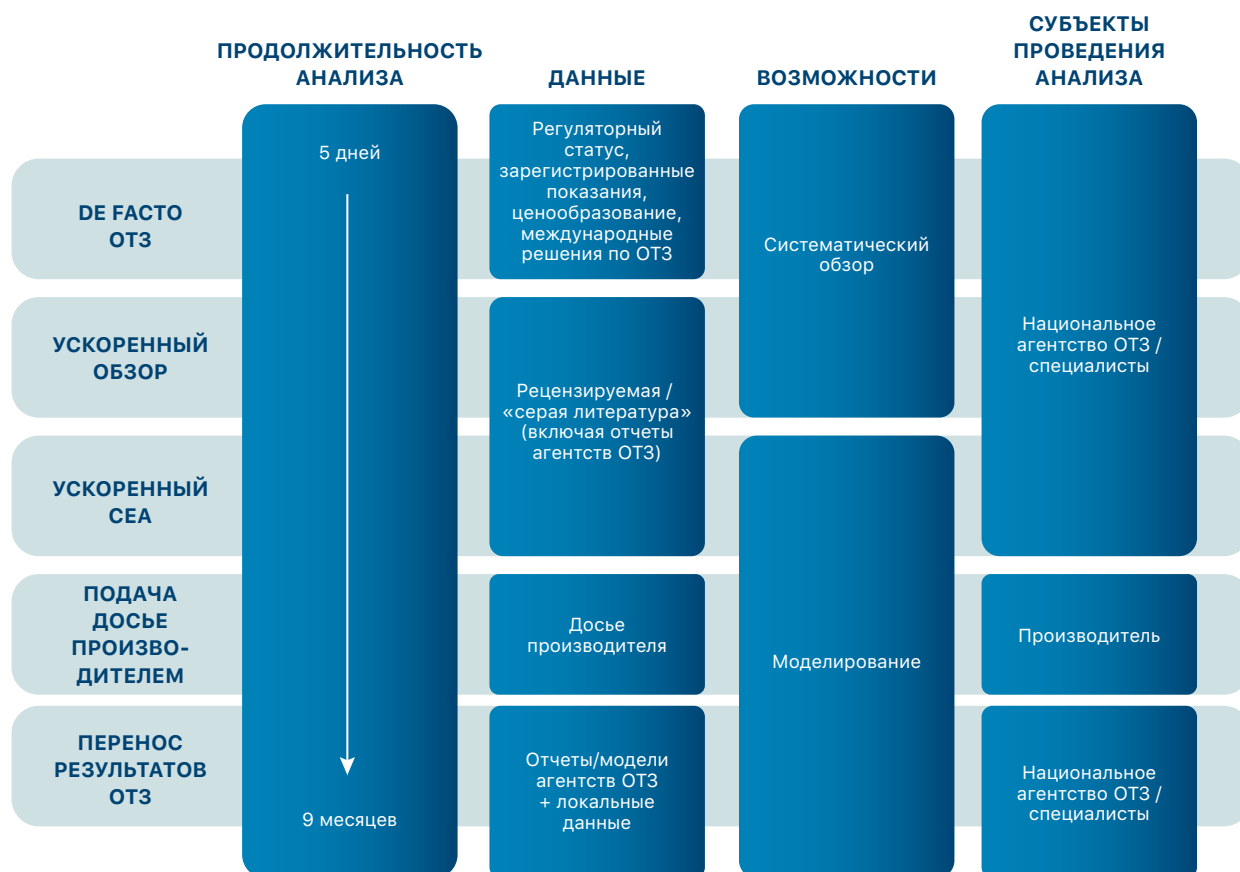 ПРОДОЛЖИТЕЛЬНОСТЬ
АНАЛИЗА
ДАННЫЕ
ВОЗМОЖНОСТИ
СУБЪЕКТЫ
ПРОВЕДЕНИЯ
АНАЛИЗА
DE FACTO
ОТЗ
5 дней
Регуляторный
статус,
зарегистрированные
показания,
ценообразование,
международные
решения по ОТЗ
Систематический
обзор
Национальное
агентство ОТЗ /
специалисты
УСКОРЕННЫЙ
ОБЗОР
Рецензируемая /
«серая литература»
(включая отчеты
агентств ОТЗ)
УСКОРЕННЫЙ
CEA
ПОДАЧА
ДОСЬЕ
ПРОИЗВО-
ДИТЕЛЕМ
Досье
производителя
Моделирование
Производитель
ПЕРЕНОС
РЕЗУЛЬТАТОВ
ОТЗ
9 месяцев
Отчеты/модели
агентств ОТЗ
+ локальные
данные
Национальное
агентство ОТЗ /
специалисты